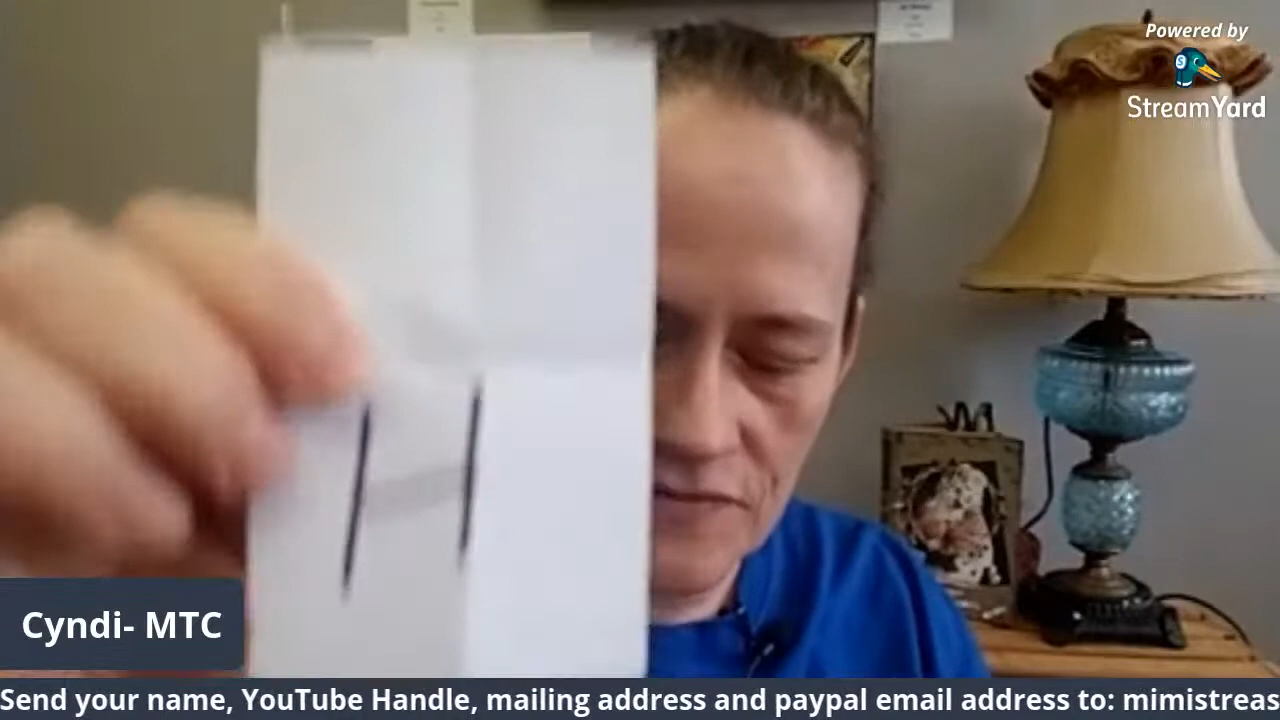 Powered by
StreamYard
H
Cyndi- MTC
Send your name, YouTube Handle, mailing address and paypal email address to: mimistreas